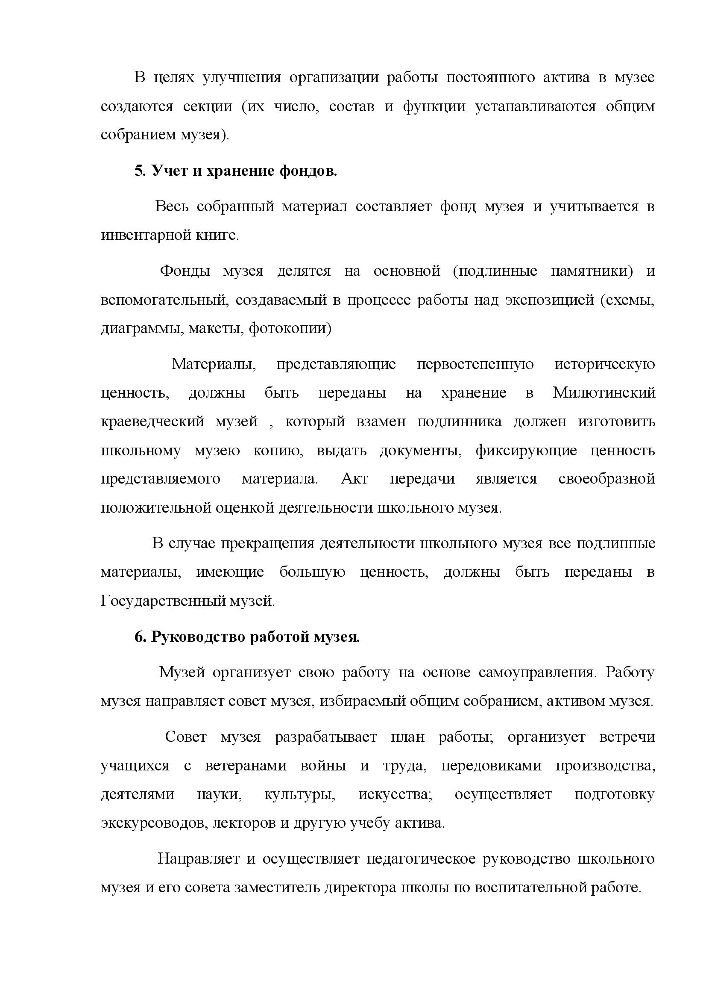 В целях улучшения организации работы постоянного актива в музее
создаются секции (их число, состав и функции устанавливаются общим
собранием музея).
5. Учет и хранение фондов.
Весь собранный материал составляет фонд музея и учитывается в
инвентарной книге.
Фонды музея делятся на основной (подлинные памятники) и
вспомогательный, создаваемый в процессе работы над экспозицией (схемы,
диаграммы, макеты, фотокопии)
Материалы, представляющие первостепенную историческую
ценность, должны быть переданы на хранение в Милютинский
краеведческий музей , который взамен подлинника должен изготовить
школьному музею копию, выдать документы, фиксирующие ценность
представляемого материала. Акт передачи является своеобразной
положительной оценкой деятельности школьного музея.
В случае прекращения деятельности школьного музея все подлинные
материалы, имеющие большую ценность, должны быть переданы в
Государственный музей.
6. Руководство работой музея.
Музей организует свою работу на основе самоуправления. Работу
музея направляет совет музея, избираемый общим собранием, активом музея.
Совет музея разрабатывает план работы; организует встречи
учащихся с ветеранами войны и труда, передовиками производства,
деятелями науки, культуры, искусства; осуществляет подготовку
экскурсоводов, лекторов и другую учебу актива.
Направляет и осуществляет педагогическое руководство школьного
музея и его совета заместитель директора школы по воспитательной работе.